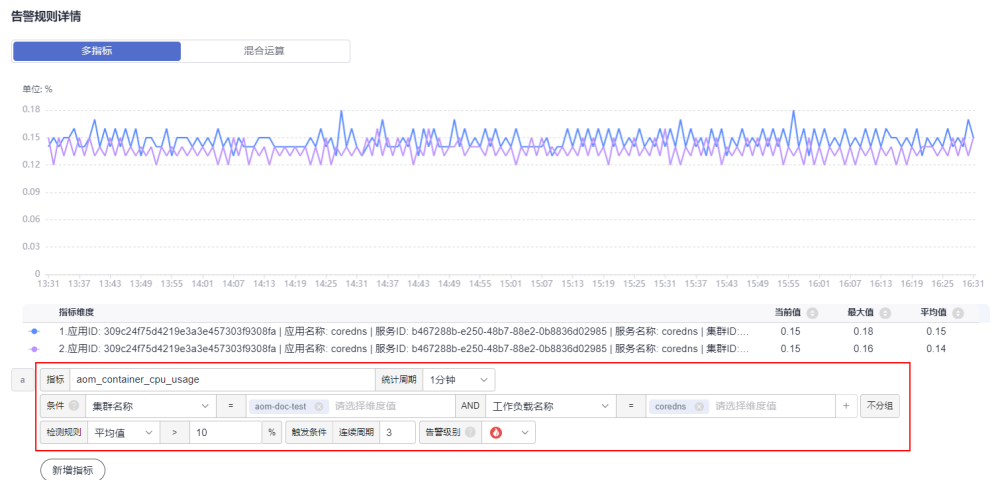 告警规则详情
多指标 混合运算
单位: %
0.18
0.15
0.12
0.09
0.06
0.03
0
13:31 13:37 13:43 13:49 13:55 14:01 14:07 14:13 14:19 14:25 14:31 14:37 14:43 14:49 14:55 15:01 15:07 15:13 15:19 15:25 15:31 15:37 15:43 15:49 15:55 16:01 16:07 16:13 16:19 16:25 16:31
指标维度 当前值 最大值 平均值
1.应用ID: 309c24f75d4219e3a3e457303f9308fa | 应用名称: coredns | 服务ID: b467288b-e250-48b7-88e2-0b8836d02985 | 服务名称: coredns | 集群ID:... 0.15 0.18 0.15
2.应用ID: 309c24f75d4219e3a3e457303f9308fa | 应用名称: coredns | 服务ID: b467288b-e250-48b7-88e2-0b8836d02985 | 服务名称: coredns | 集群ID:... 0.15 0.16 0.14
a 指标 aom_container_cpu_usage 统计周期 1分钟
条件 集群名称 = aom-doc-test 请选择维度值 AND 工作负载名称 = coredns 请选择维度值 + 不分组
检测规则 平均值 > 10 % 触发条件 连续周期 3 告警级别
新增指标